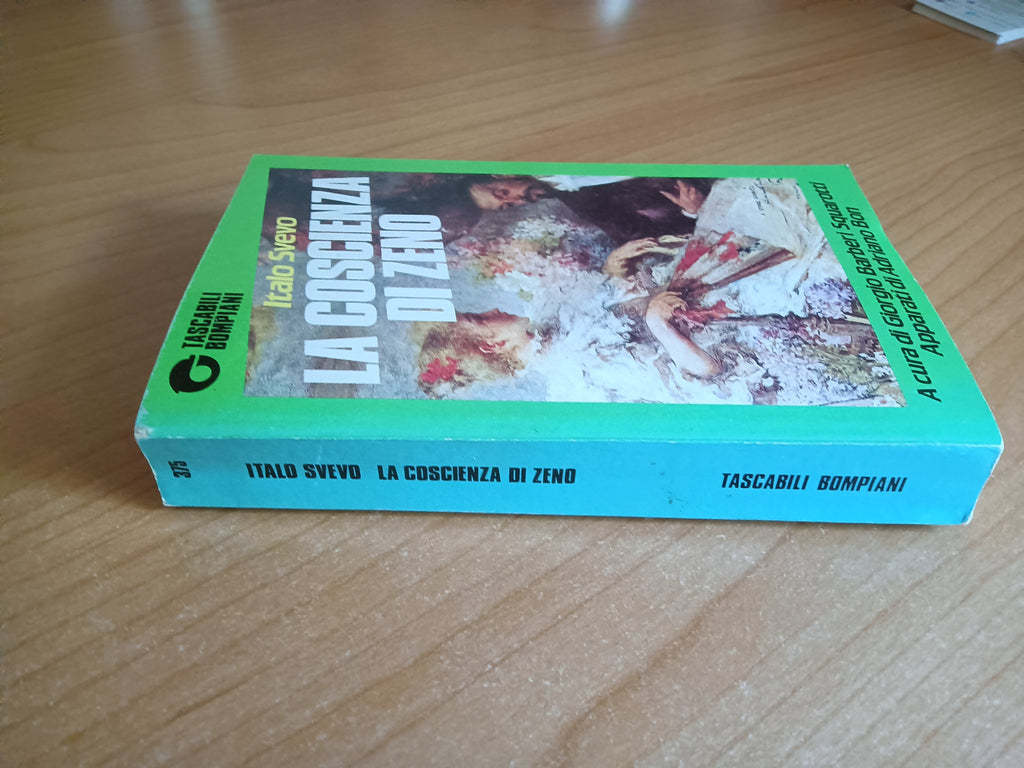 TASCABILI
BOMPIANI
Italo Svevo
LA COSCIENZA
DI ZENO
A cura di Giorgio Barberi Squarotti
Apparati di Adriano Bon
375
ITALO SVEVO LA COSCIENZA DI ZENO
TASCABILI BOMPIANI